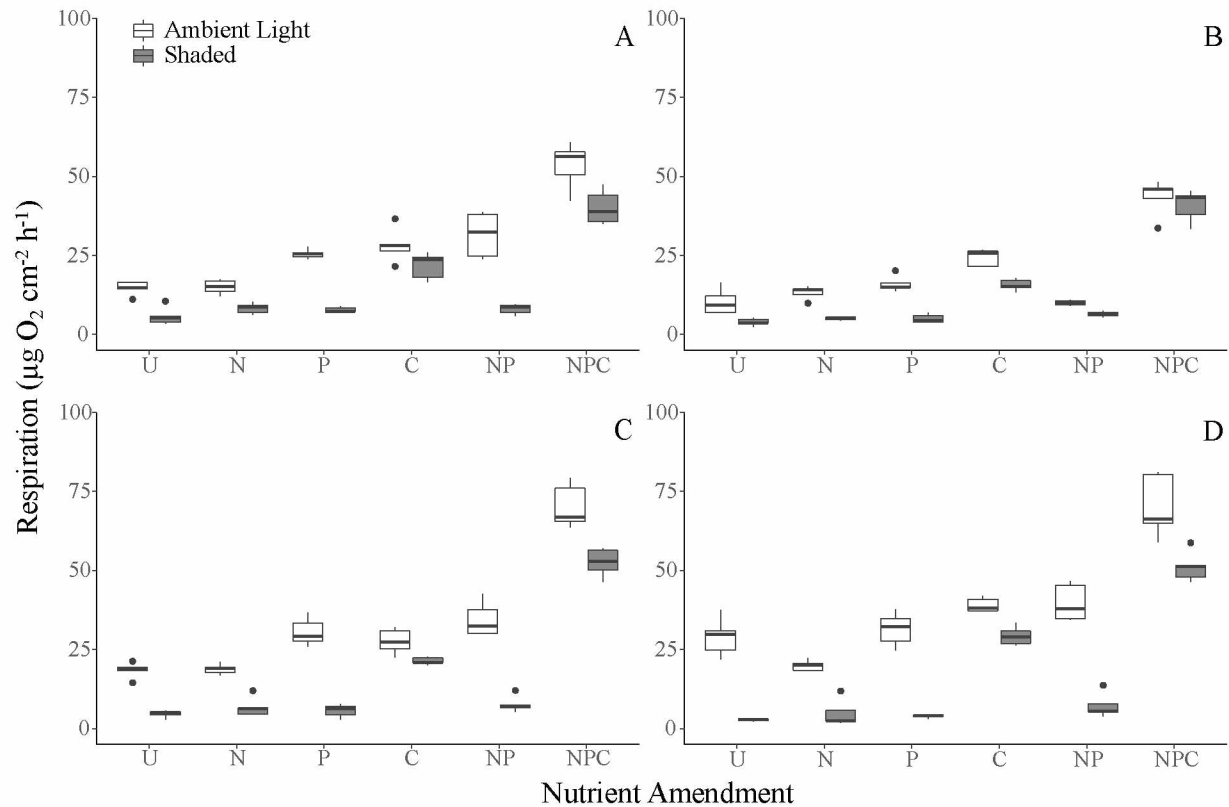 Ambient Light
Shaded
A
B
100
75
50
25
0
U N P C NP NPC
100
75
50
25
0
U N P C NP NPC
C
D
100
75
50
25
0
U N P C NP NPC
100
75
50
25
0
U N P C NP NPC
Respiration (µg O₂ cm⁻² h⁻¹)
Nutrient Amendment